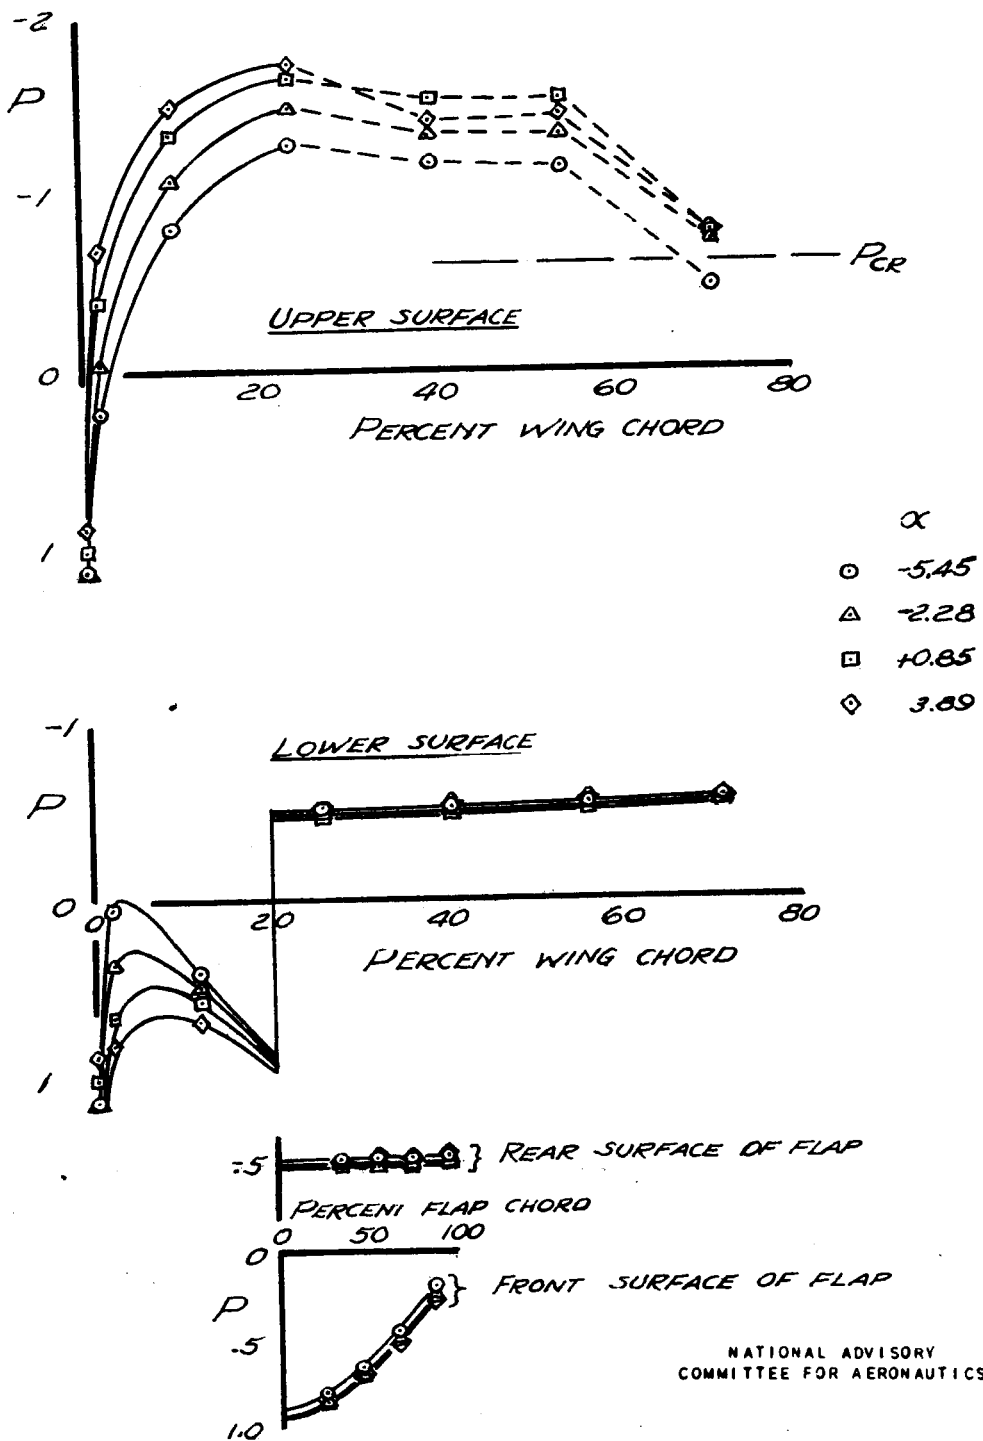 -2
P
-1
P_CR
UPPER SURFACE
0
20 40 60 80
PERCENT WING CHORD
1
α
-5.45
-2.28
+0.85
3.89
-1
LOWER SURFACE
P
0
0 20 40 60 80
PERCENT WING CHORD
1
-.5 } REAR SURFACE OF FLAP
PERCENT FLAP CHORD
0 50 100
0
} FRONT SURFACE OF FLAP
P
.5
1.0
NATIONAL ADVISORY
COMMITTEE FOR AERONAUTICS